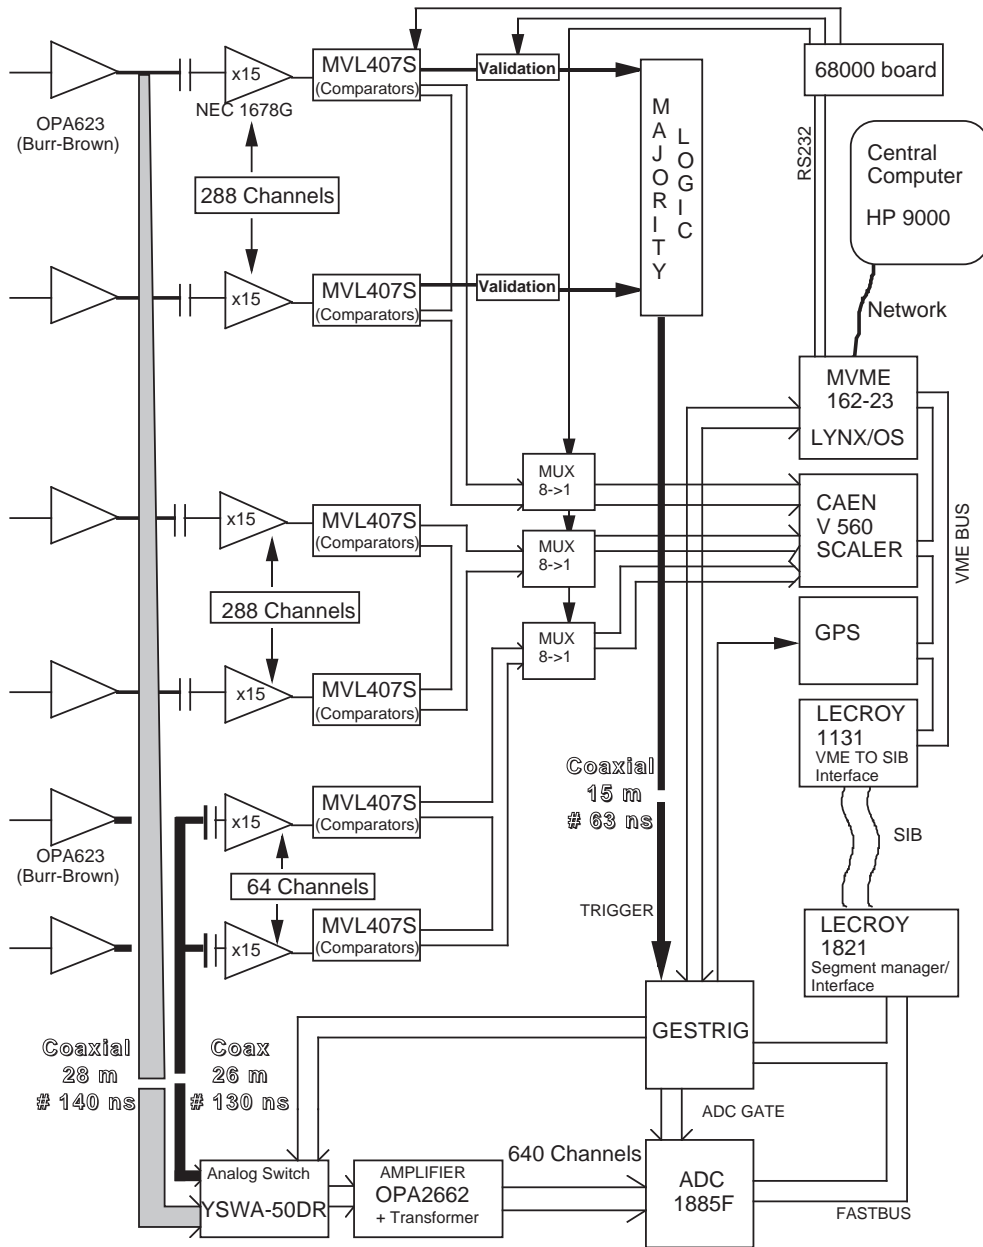 MVL407S
(Comparators)
Validation
68000 board
x15
NEC 1678G
OPA623
(Burr-Brown)
MAJORITY
LOGIC
RS232
Central
Computer
HP 9000
288 Channels
x15
MVL407S
(Comparators)
Validation
Network
MVME
162-23
LYNX/OS
MUX
8->1
CAEN
V 560
SCALER
VME BUS
x15
MVL407S
(Comparators)
MUX
8->1
288 Channels
MUX
8->1
GPS
x15
MVL407S
(Comparators)
LECROY
1131
VME TO SIB
Interface
Coaxial
15 m
# 63 ns
x15
MVL407S
(Comparators)
SIB
OPA623
(Burr-Brown)
64 Channels
TRIGGER
x15
MVL407S
(Comparators)
LECROY
1821
Segment manager/
Interface
GESTRIG
Coaxial
28 m
# 140 ns
Coax
26 m
# 130 ns
ADC GATE
640 Channels
Analog Switch
YSWA-50DR
AMPLIFIER
OPA2662
+ Transformer
ADC
1885F
FASTBUS